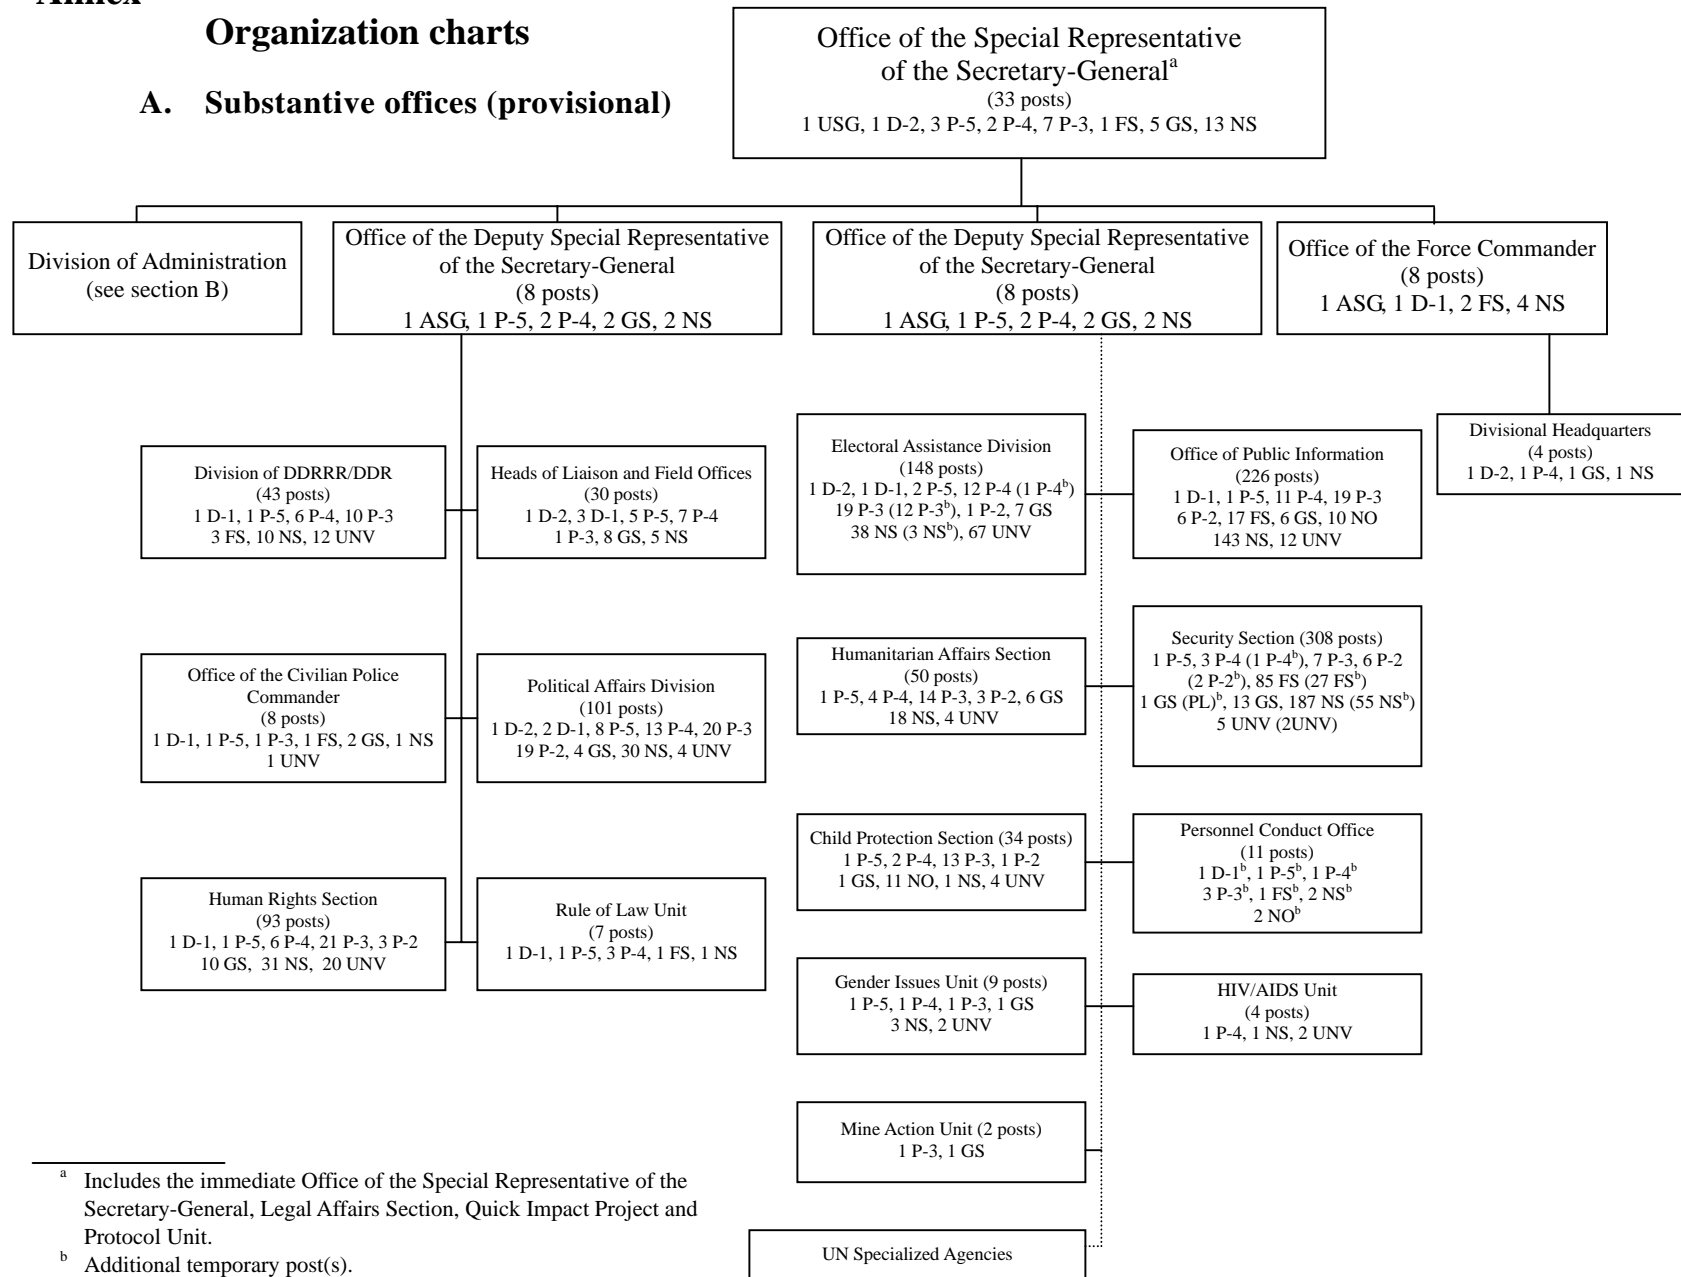 Annex
Organization charts
A. Substantive offices (provisional)
Office of the Special Representative
of the Secretary-General^a
(33 posts)
1 USG, 1 D-2, 3 P-5, 2 P-4, 7 P-3, 1 FS, 5 GS, 13 NS
Division of Administration
(see section B)
Office of the Deputy Special Representative
of the Secretary-General
(8 posts)
1 ASG, 1 P-5, 2 P-4, 2 GS, 2 NS
Office of the Deputy Special Representative
of the Secretary-General
(8 posts)
1 ASG, 1 P-5, 2 P-4, 2 GS, 2 NS
Office of the Force Commander
(8 posts)
1 ASG, 1 D-1, 2 FS, 4 NS
Division of DDRRR/DDR
(43 posts)
1 D-1, 1 P-5, 6 P-4, 10 P-3
3 FS, 10 NS, 12 UNV
Heads of Liaison and Field Offices
(30 posts)
1 D-2, 3 D-1, 5 P-5, 7 P-4
1 P-3, 8 GS, 5 NS
Electoral Assistance Division
(148 posts)
1 D-2, 1 D-1, 2 P-5, 12 P-4 (1 P-4^b)
19 P-3 (12 P-3^b), 1 P-2, 7 GS
38 NS (3 NS^b), 67 UNV
Office of Public Information
(226 posts)
1 D-1, 1 P-5, 11 P-4, 19 P-3
6 P-2, 17 FS, 6 GS, 10 NO
143 NS, 12 UNV
Divisional Headquarters
(4 posts)
1 D-2, 1 P-4, 1 GS, 1 NS
Office of the Civilian Police
Commander
(8 posts)
1 D-1, 1 P-5, 1 P-3, 1 FS, 2 GS, 1 NS
1 UNV
Political Affairs Division
(101 posts)
1 D-2, 2 D-1, 8 P-5, 13 P-4, 20 P-3
19 P-2, 4 GS, 30 NS, 4 UNV
Humanitarian Affairs Section
(50 posts)
1 P-5, 4 P-4, 14 P-3, 3 P-2, 6 GS
18 NS, 4 UNV
Security Section (308 posts)
1 P-5, 3 P-4 (1 P-4^b), 7 P-3, 6 P-2
(2 P-2^b), 85 FS (27 FS^b)
1 GS (PL)^b, 13 GS, 187 NS (55 NS^b)
5 UNV (2UNV)
Child Protection Section (34 posts)
1 P-5, 2 P-4, 13 P-3, 1 P-2
1 GS, 11 NO, 1 NS, 4 UNV
Personnel Conduct Office
(11 posts)
1 D-1^b, 1 P-5^b, 1 P-4^b
3 P-3^b, 1 FS^b, 2 NS^b
2 NO^b
Human Rights Section
(93 posts)
1 D-1, 1 P-5, 6 P-4, 21 P-3, 3 P-2
10 GS, 31 NS, 20 UNV
Rule of Law Unit
(7 posts)
1 D-1, 1 P-5, 3 P-4, 1 FS, 1 NS
Gender Issues Unit (9 posts)
1 P-5, 1 P-4, 1 P-3, 1 GS
3 NS, 2 UNV
HIV/AIDS Unit
(4 posts)
1 P-4, 1 NS, 2 UNV
Mine Action Unit (2 posts)
1 P-3, 1 GS
UN Specialized Agencies
^a Includes the immediate Office of the Special Representative of the
Secretary-General, Legal Affairs Section, Quick Impact Project and
Protocol Unit.
^b Additional temporary post(s).